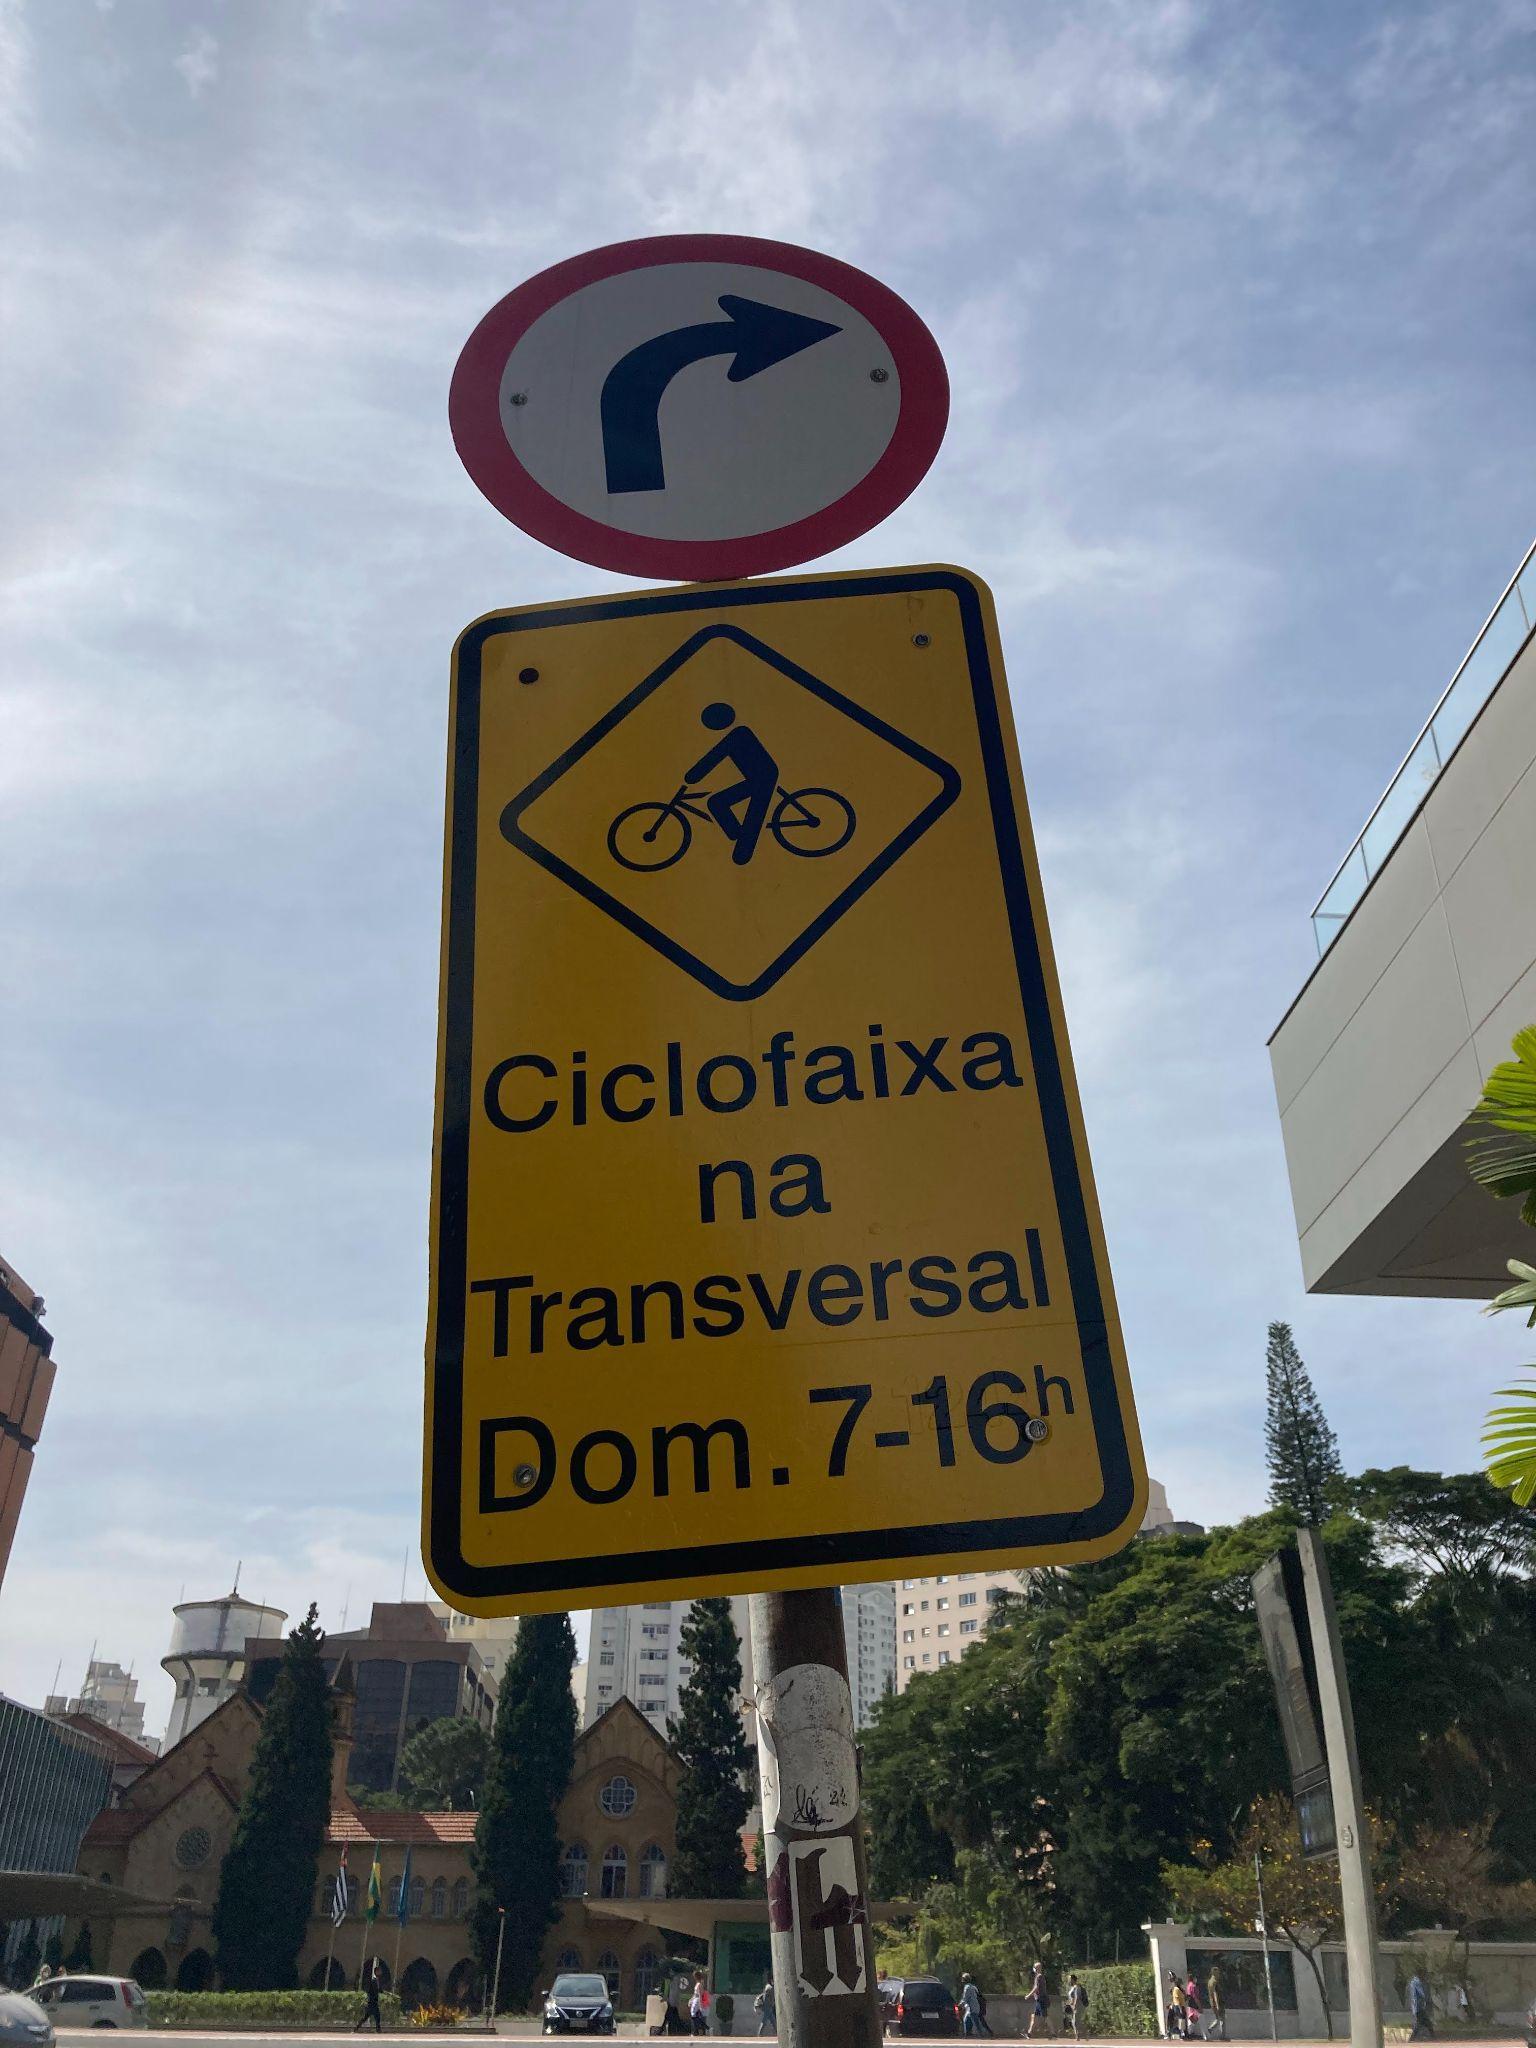 Ciclofaixa
na
Transversal
Dom. 7-16h